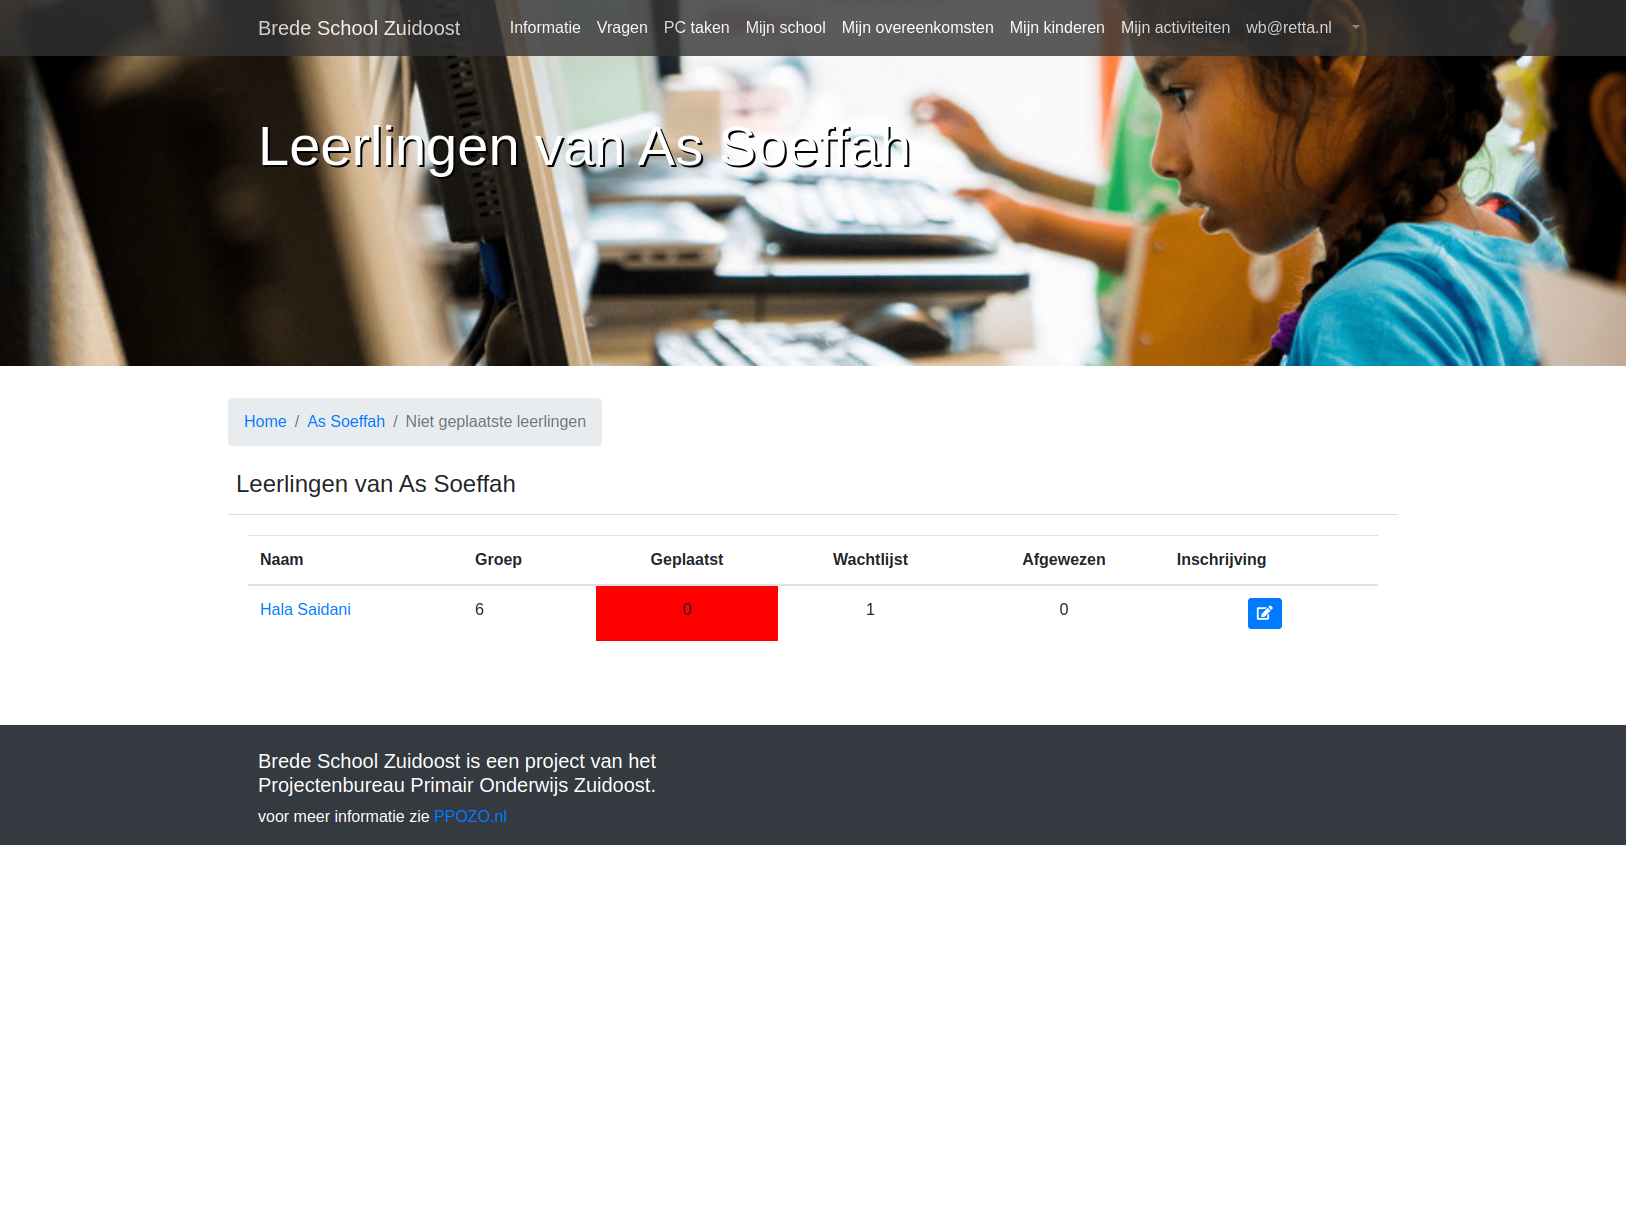 Brede School Zuidoost Informatie Vragen PC taken Mijn school Mijn overeenkomsten Mijn kinderen Mijn activiteiten wb@retta.nl
Leerlingen van As Soeffah
Home / As Soeffah / Niet geplaatste leerlingen
Leerlingen van As Soeffah
Naam Groep Geplaatst Wachtlijst Afgewezen Inschrijving
Hala Saidani 6 0 1 0
Brede School Zuidoost is een project van het
Projectenbureau Primair Onderwijs Zuidoost.
voor meer informatie zie PPOZO.nl